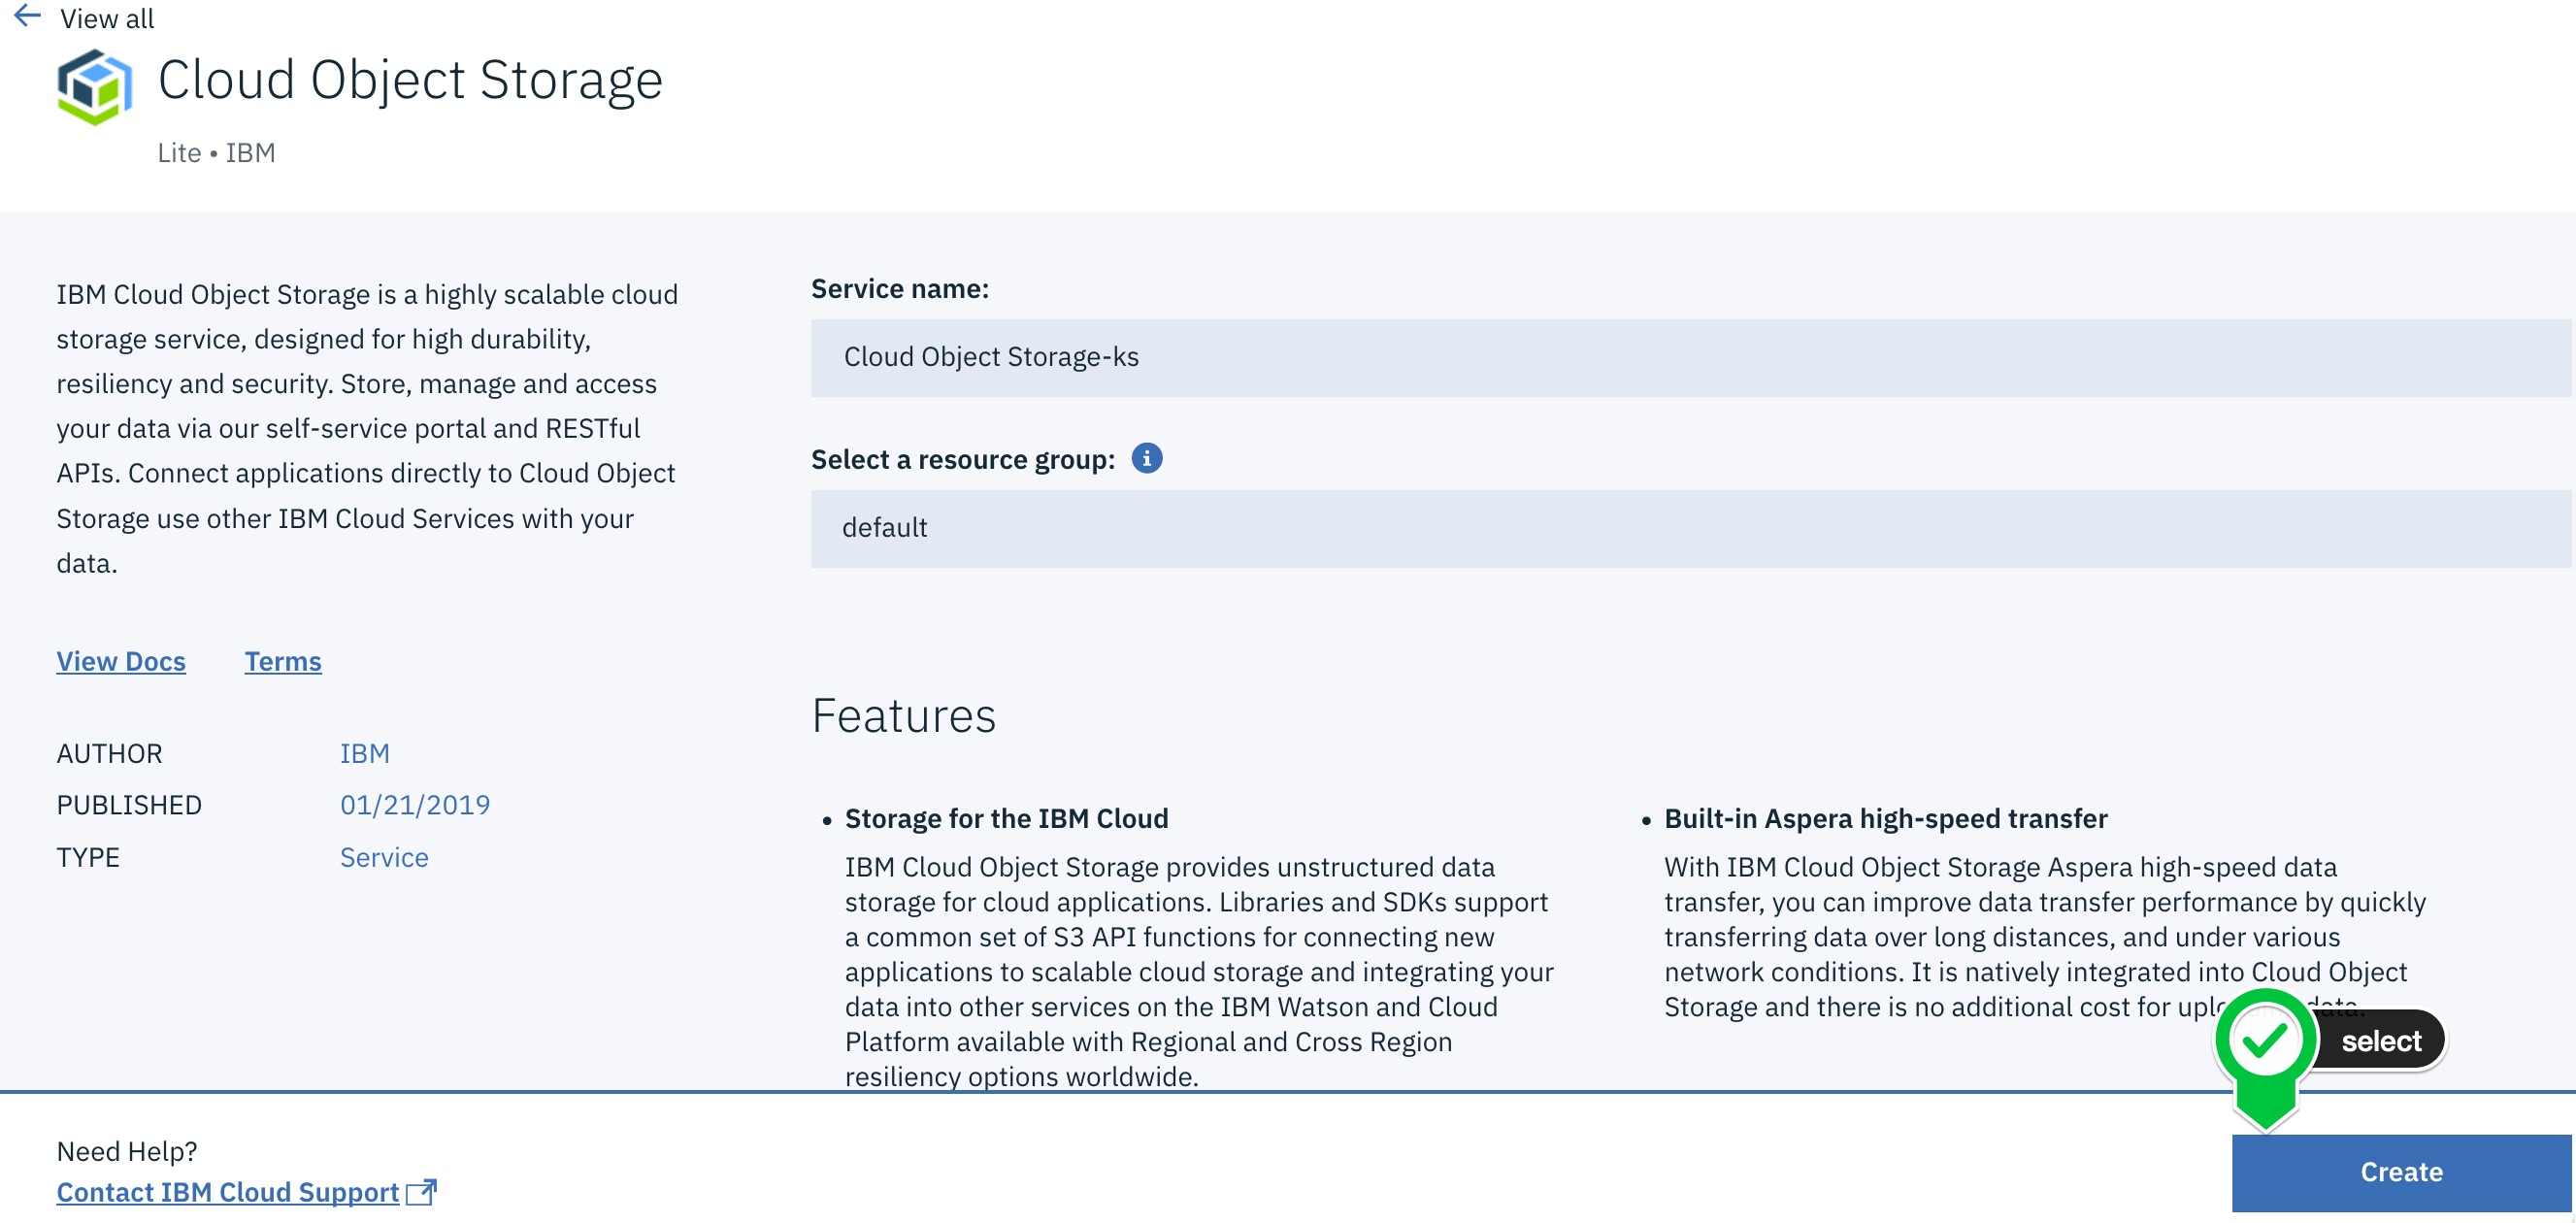 View all
Cloud Object Storage
Lite • IBM
IBM Cloud Object Storage is a highly scalable cloud
storage service, designed for high durability,
resiliency and security. Store, manage and access
your data via our self-service portal and RESTful
APIs. Connect applications directly to Cloud Object
Storage use other IBM Cloud Services with your
data.
View Docs Terms
AUTHOR IBM
PUBLISHED 01/21/2019
TYPE Service
Service name:
Cloud Object Storage-ks
Select a resource group:
default
Features
• Storage for the IBM Cloud
IBM Cloud Object Storage provides unstructured data
storage for cloud applications. Libraries and SDKs support
a common set of S3 API functions for connecting new
applications to scalable cloud storage and integrating your
data into other services on the IBM Watson and Cloud
Platform available with Regional and Cross Region
resiliency options worldwide.
• Built-in Aspera high-speed transfer
With IBM Cloud Object Storage Aspera high-speed data
transfer, you can improve data transfer performance by quickly
transferring data over long distances, and under various
network conditions. It is natively integrated into Cloud Object
Storage and there is no additional cost for data.
select
Need Help?
Contact IBM Cloud Support
Create